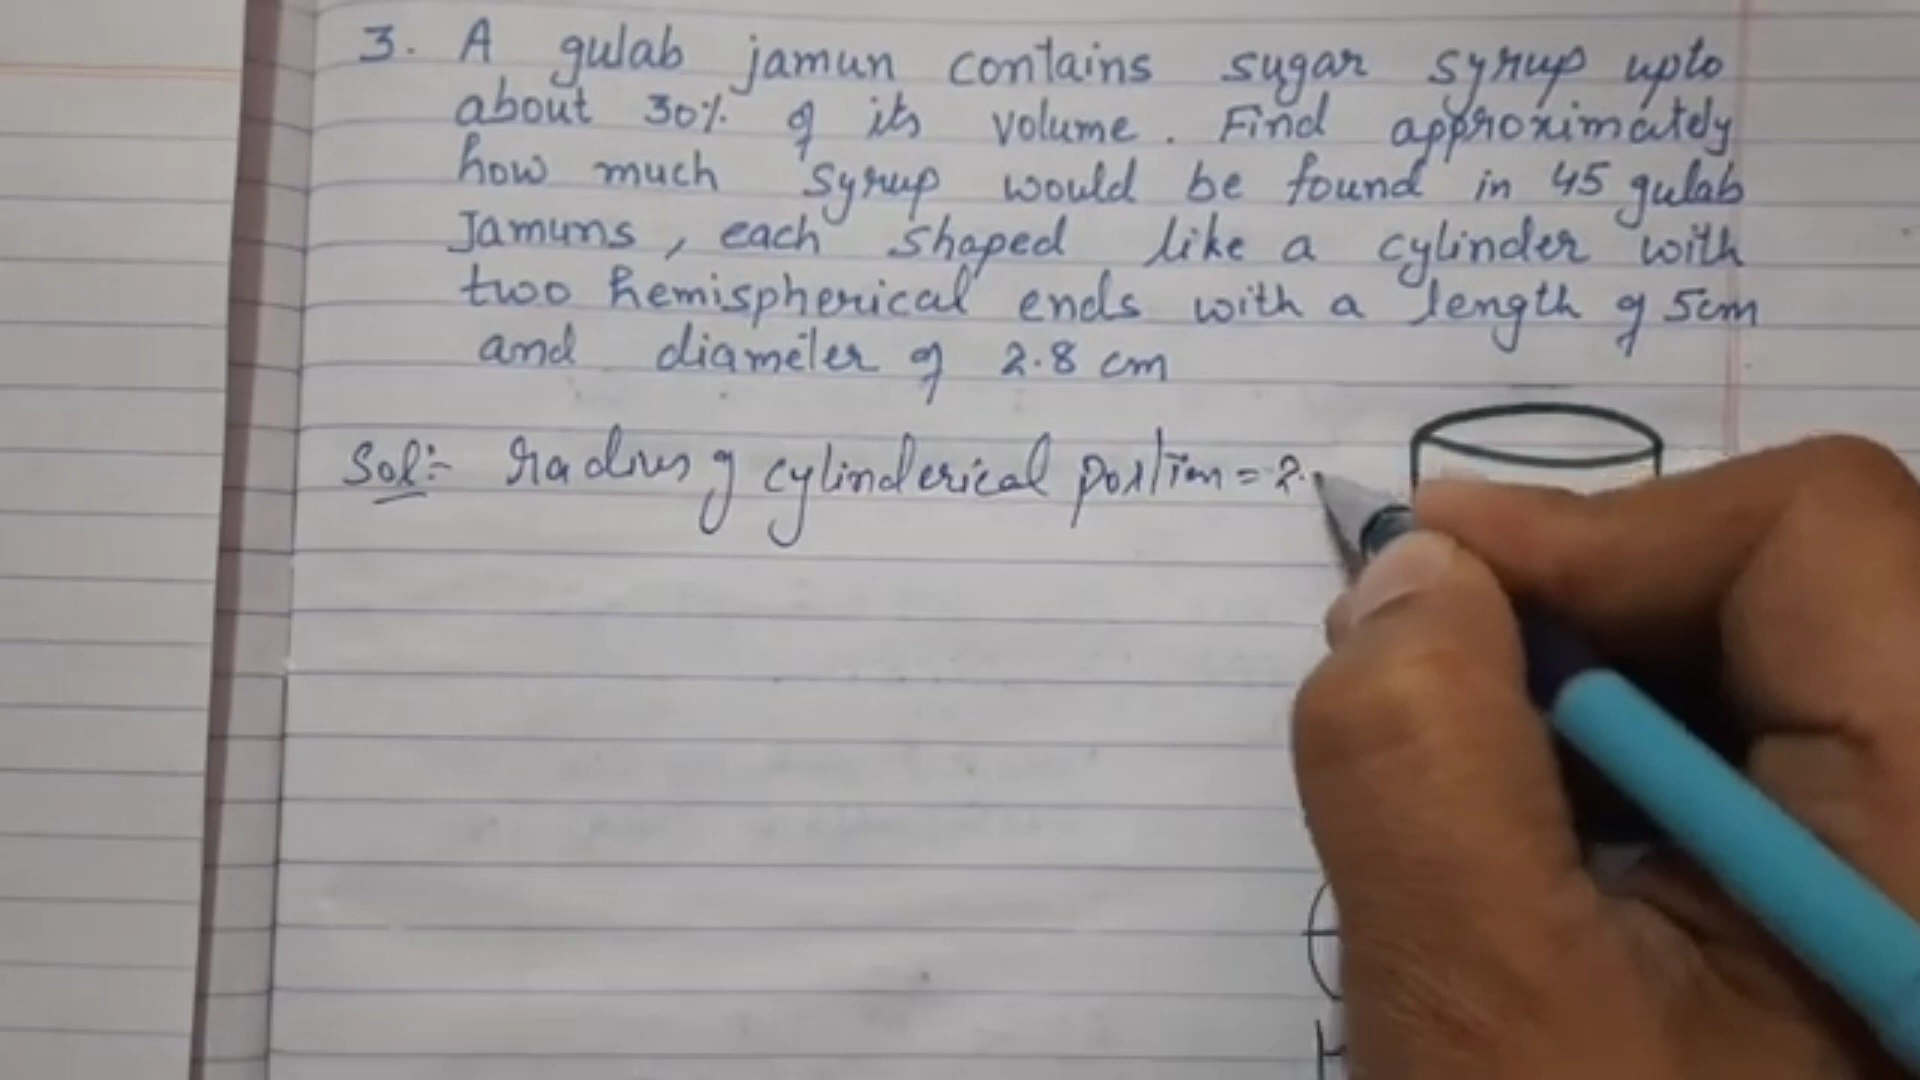 3. A gulab jamun contains sugar syrup upto
about 30% of its volume. Find approximately
how much syrup would be found in 45 gulab
Jamuns, each shaped like a cylinder with
two hemispherical ends with a length of 5cm
and diameter of 2.8 cm
Sol:- radius of cylinderical portion = 2.